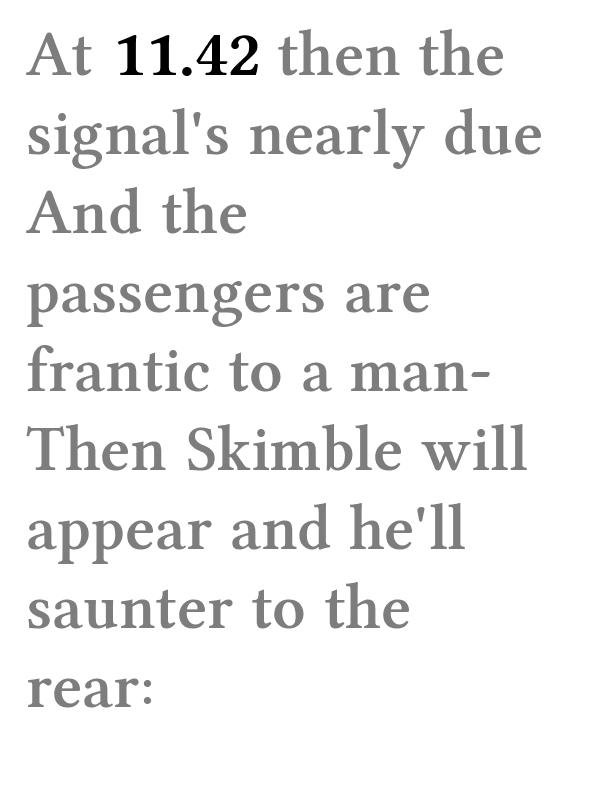 At 11.42 then the
signal's nearly due
And the
passengers are
frantic to a man-
Then Skimble will
appear and he'll
saunter to the
rear: